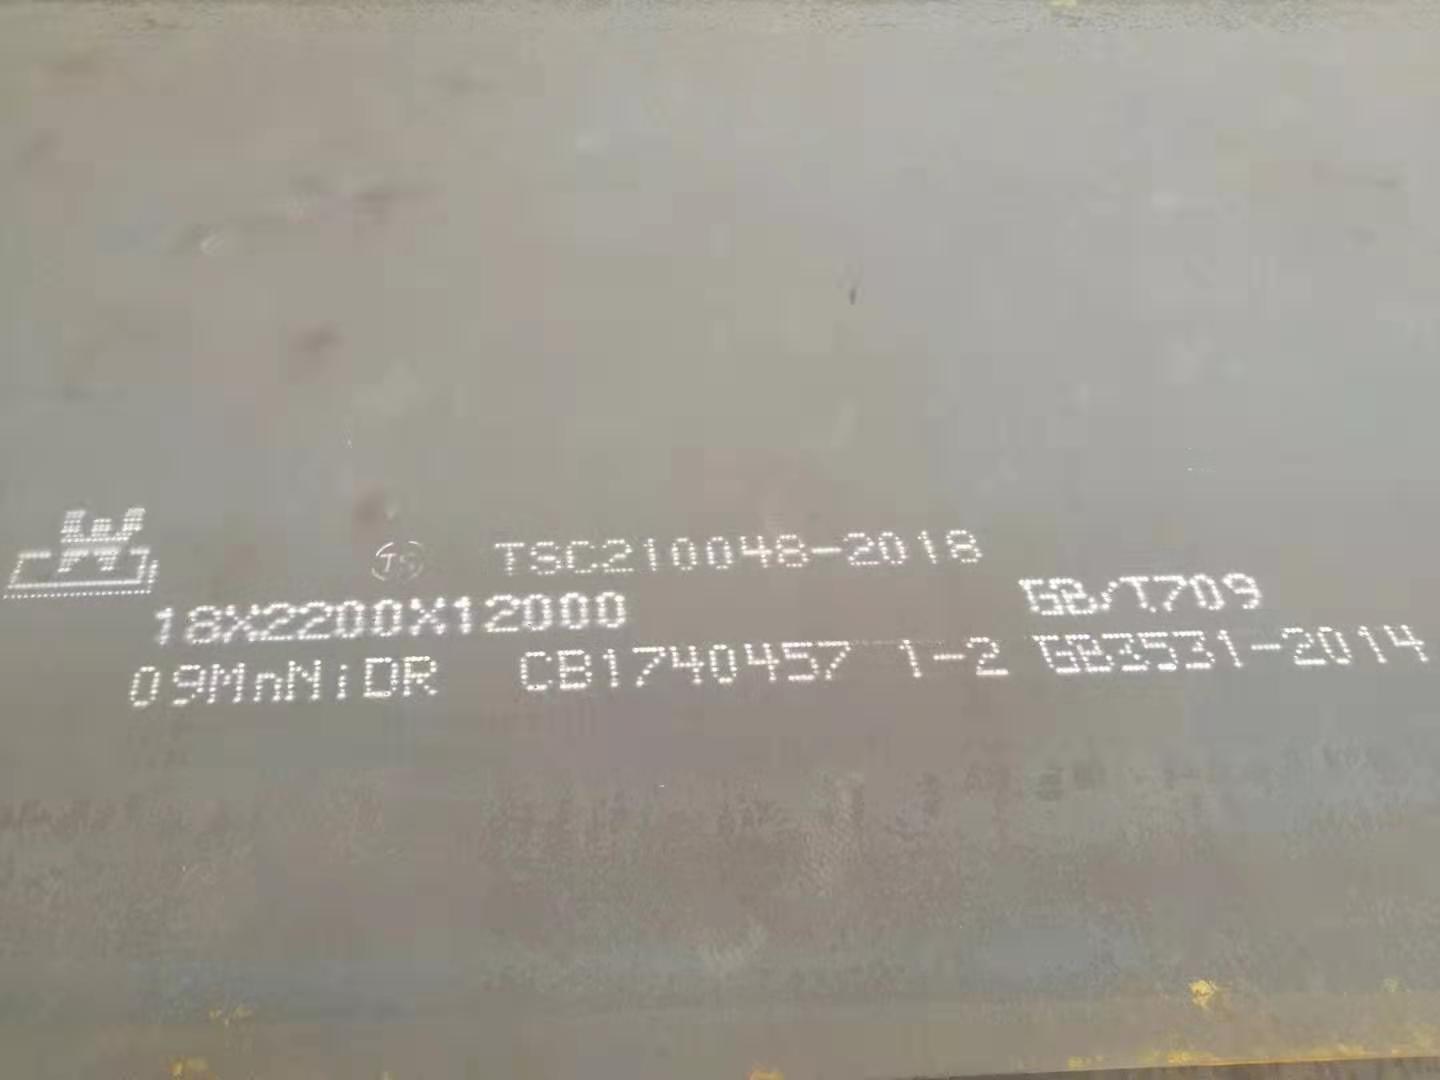 TS TSC210048-2018
18X2200X12000 GB/T709
09MnNiDR CB1740457 1-2 GB3531-2014